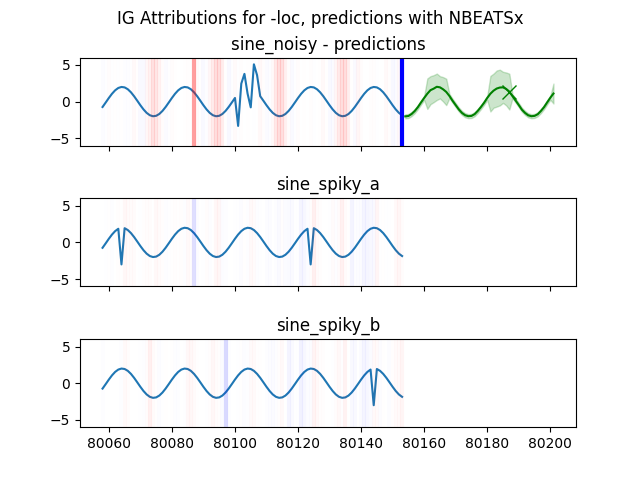 IG Attributions for -loc, predictions with NBEATSx
sine_noisy - predictions
5
0
−5
sine_spiky_a
5
0
−5
sine_spiky_b
5
0
−5
80060 80080 80100 80120 80140 80160 80180 80200